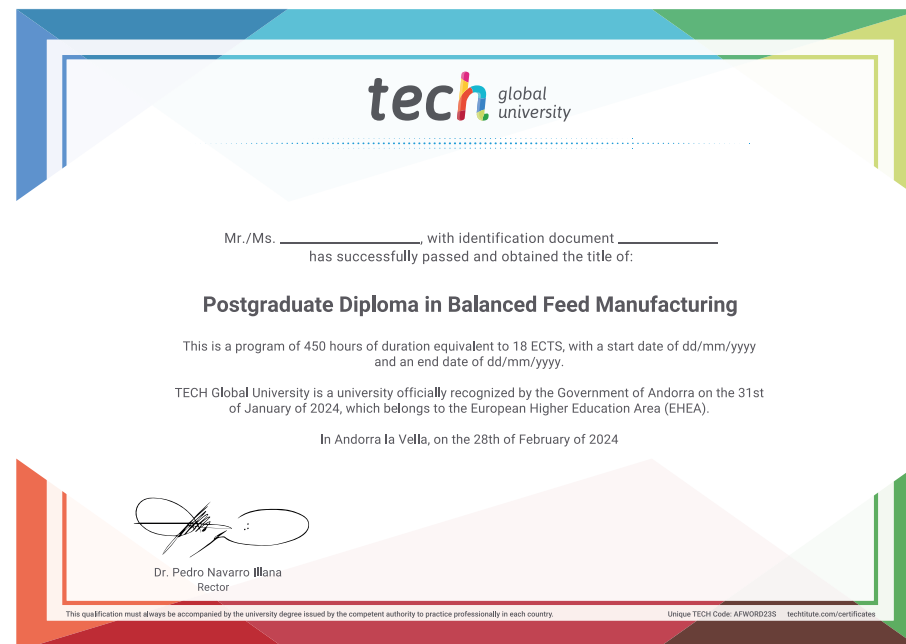 tech global
university
Mr./Ms. ____________, with identification document ____________
has successfully passed and obtained the title of:
Postgraduate Diploma in Balanced Feed Manufacturing
This is a program of 450 hours of duration equivalent to 18 ECTS, with a start date of dd/mm/yyyy
and an end date of dd/mm/yyyy.
TECH Global University is a university officially recognized by the Government of Andorra on the 31st
of January of 2024, which belongs to the European Higher Education Area (EHEA).
In Andorra la Vella, on the 28th of February of 2024
Dr. Pedro Navarro Illana
Rector
This qualification must always be accompanied by the university degree issued by the competent authority to practice professionally in each country. Unique TECH Code: AFWORD23S techtitute.com/certificates